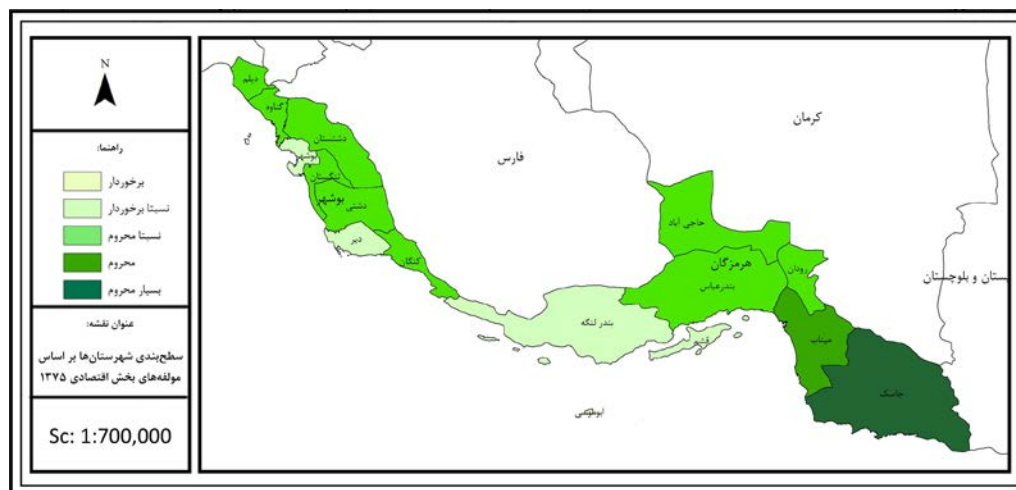 N
راهنما:
برخوردار
نسبتا برخوردار
نسبتا محروم
محروم
بسیار محروم
عنوان نقشه:
سطح‌بندی شهرستان‌ها بر اساس
مولفه‌های بخش اقتصادی ۱۳۷۵
Sc: 1:700,000
دیلم
گناوه
دشتستان
بوشهر
تنگستان
بوشهر
دشتی
دیر
کنگان
فارس
کرمان
حاجی آباد
هرمزگان
رودان
بندرعباس
ستان و بلوچستان
بندر لنگه
قشم
میناب
جاسک
ابوموسی